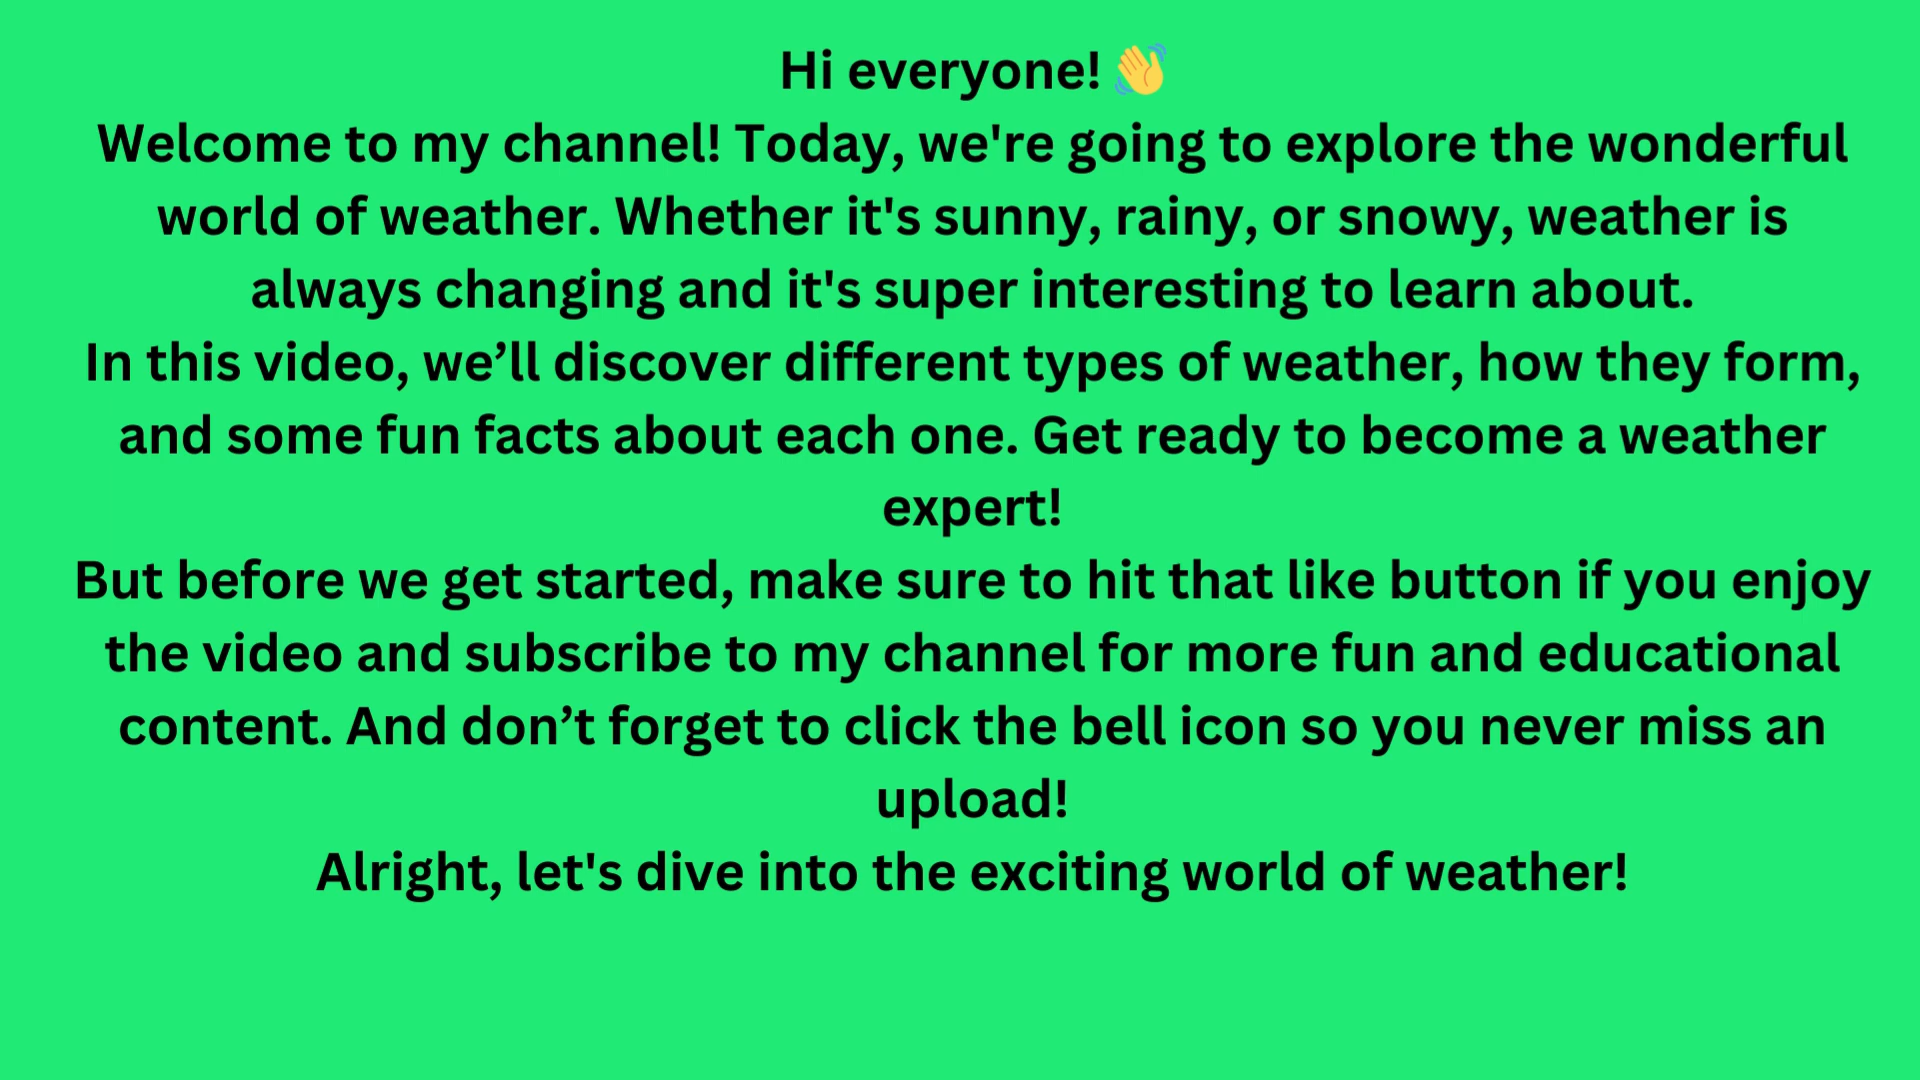 Hi everyone! 👋
Welcome to my channel! Today, we're going to explore the wonderful
world of weather. Whether it's sunny, rainy, or snowy, weather is
always changing and it's super interesting to learn about.
In this video, we’ll discover different types of weather, how they form,
and some fun facts about each one. Get ready to become a weather
expert!
But before we get started, make sure to hit that like button if you enjoy
the video and subscribe to my channel for more fun and educational
content. And don’t forget to click the bell icon so you never miss an
upload!
Alright, let's dive into the exciting world of weather!